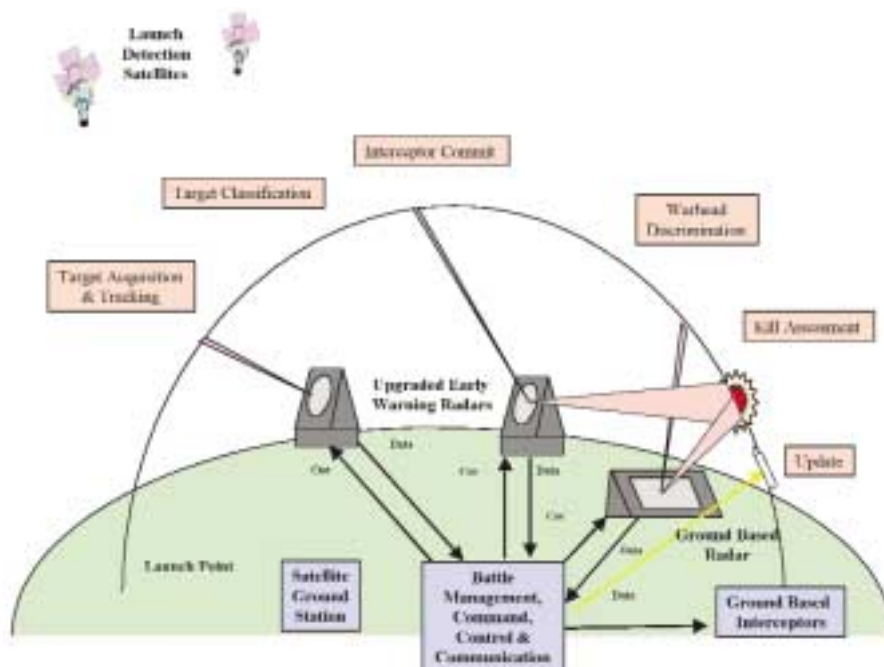 Launch
Detection
Satellites
Interceptor Commit
Target Classification
Warhead
Discrimination
Target Acquisition
& Tracking
Kill Assessment
Upgraded Early
Warning Radars
Data
Cue
Cue
Data
Update
Cue
Ground Based
Radar
Data
Launch Point
Satellite
Ground
Station
Battle
Management,
Command,
Control &
Communication
Data
Ground Based
Interceptors